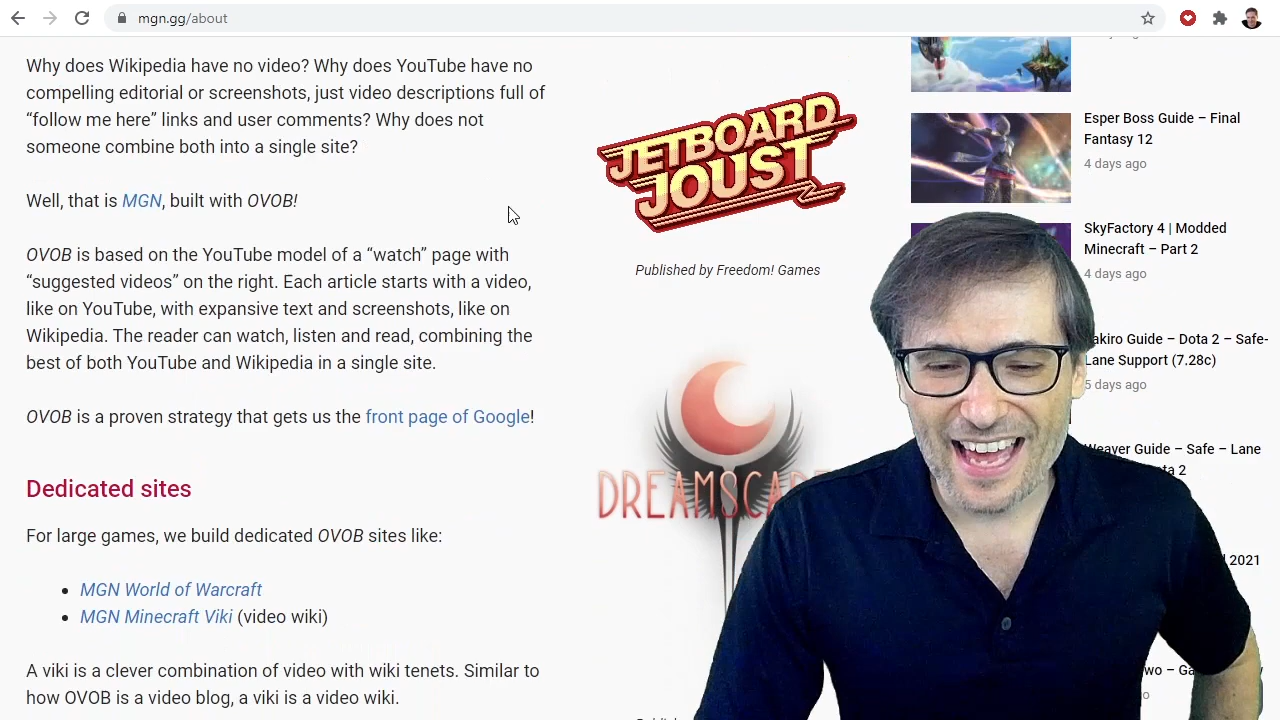 mgn.gg/about
Why does Wikipedia have no video? Why does YouTube have no
compelling editorial or screenshots, just video descriptions full of
“follow me here” links and user comments? Why does not
someone combine both into a single site?
Well, that is MGN, built with OVOB!
OVOB is based on the YouTube model of a “watch” page with
“suggested videos” on the right. Each article starts with a video,
like on YouTube, with expansive text and screenshots, like on
Wikipedia. The reader can watch, listen and read, combining the
best of both YouTube and Wikipedia in a single site.
OVOB is a proven strategy that gets us the front page of Google!
Dedicated sites
For large games, we build dedicated OVOB sites like:
MGN World of Warcraft
MGN Minecraft Viki (video wiki)
A viki is a clever combination of video with wiki tenets. Similar to
how OVOB is a video blog, a viki is a video wiki.
JETBOARD
JOUST
Published by Freedom! Games
Esper Boss Guide – Final
Fantasy 12
4 days ago
SkyFactory 4 | Modded
Minecraft – Part 2
4 days ago
Guide – Dota 2 – Safe-
Lane Support (7.28c)
5 days ago
Weaver Guide – Safe – Lane
2
2021